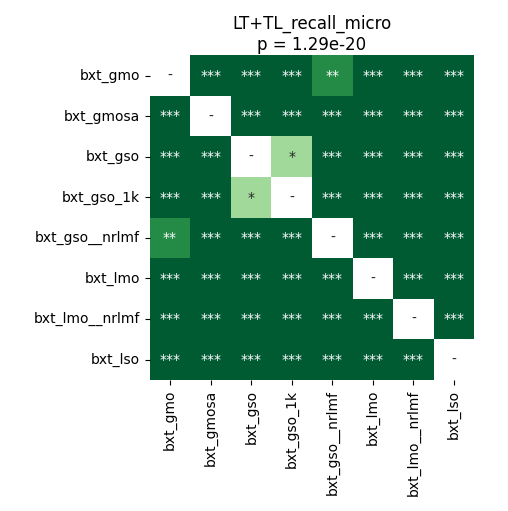 LT+TL_recall_micro
p = 1.29e-20
bxt_gmo - *** *** *** ** *** *** ***
bxt_gmosa *** - *** *** *** *** *** ***
bxt_gso *** *** - * *** *** *** ***
bxt_gso_1k *** *** * - *** *** *** ***
bxt_gso__nrlmf ** *** *** *** - *** *** ***
bxt_lmo *** *** *** *** *** - *** ***
bxt_lmo__nrlmf *** *** *** *** *** *** - ***
bxt_lso *** *** *** *** *** *** *** -
bxt_gmo
bxt_gmosa
bxt_gso
bxt_gso_1k
bxt_gso__nrlmf
bxt_lmo
bxt_lmo__nrlmf
bxt_lso